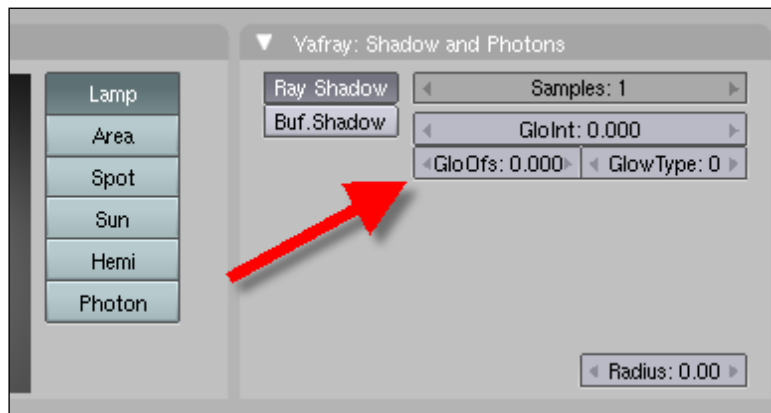 Yafray: Shadow and Photons
Lamp
Area
Spot
Sun
Hemi
Photon
Ray Shadow
Buf.Shadow
Samples: 1
GloInt: 0.000
GloOfs: 0.000
GlowType: 0
Radius: 0.00